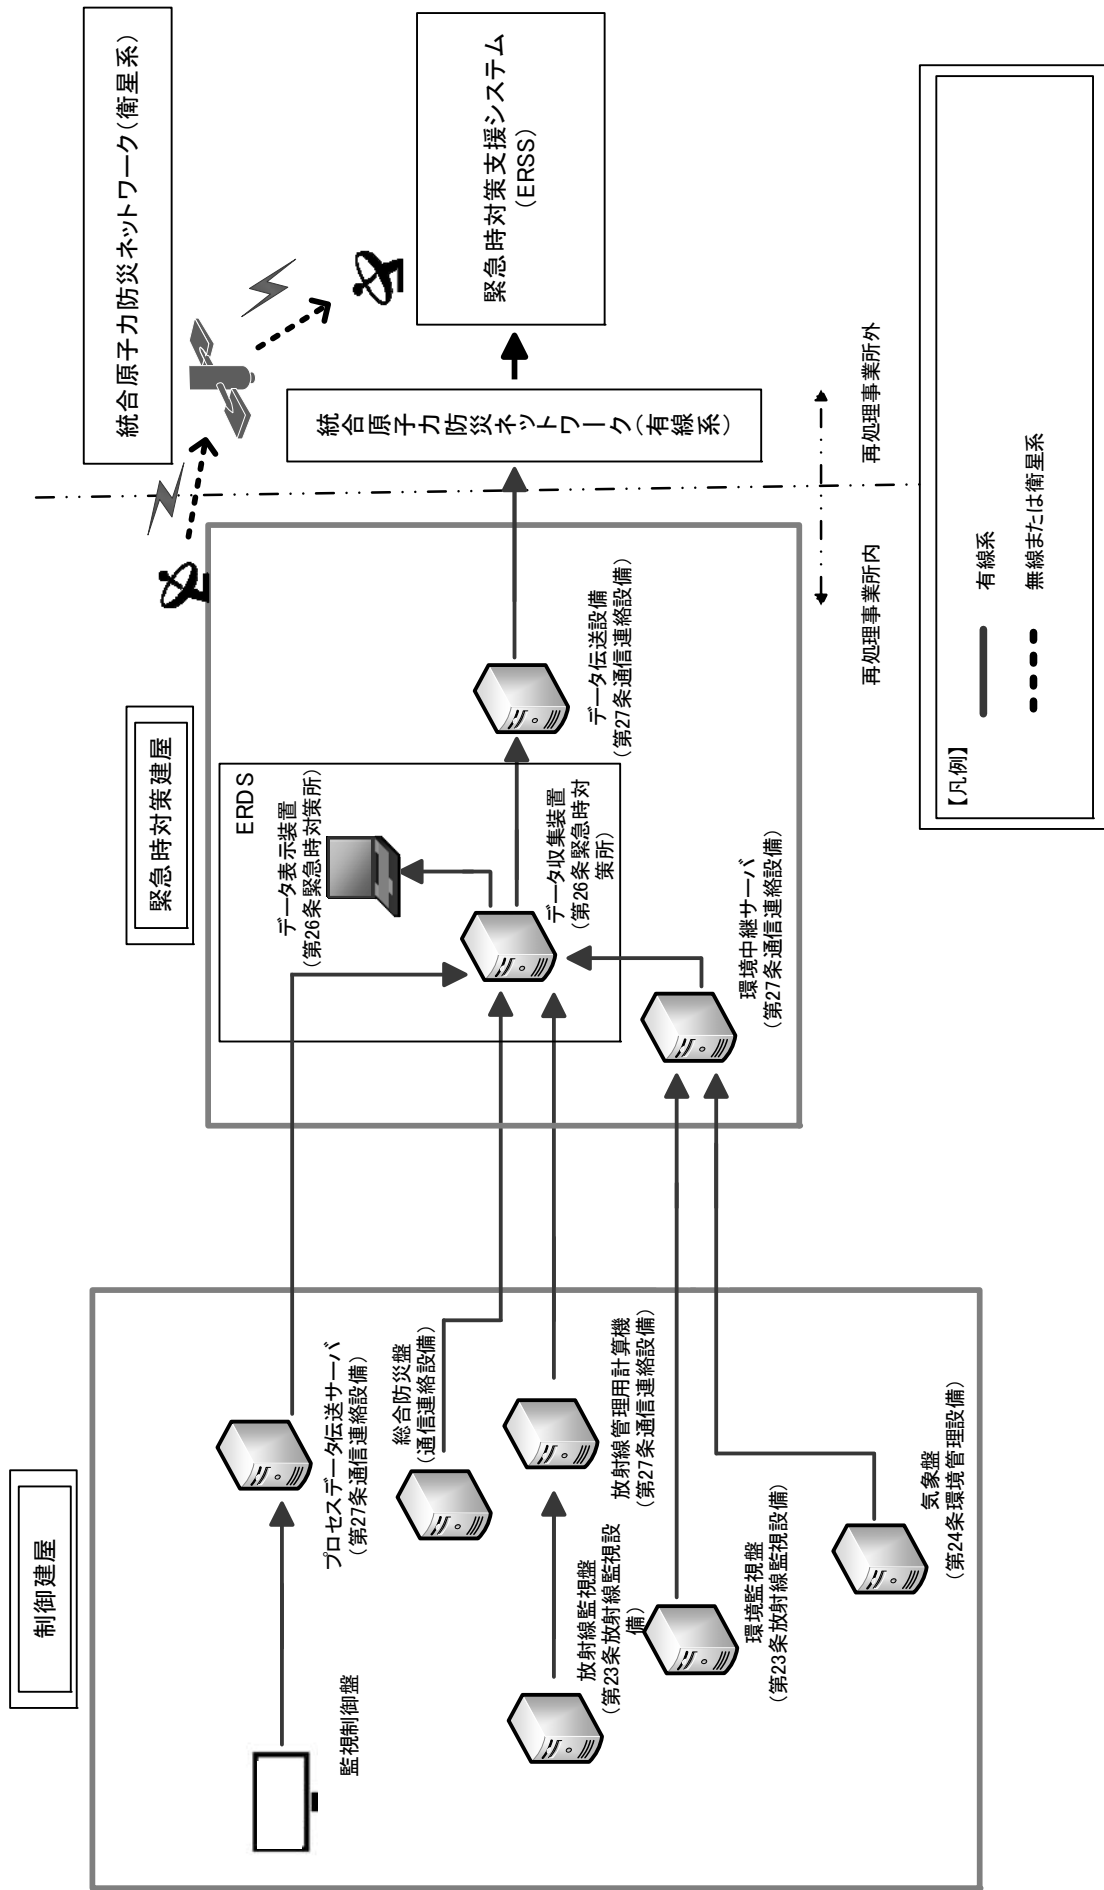 制御建屋
監視制御盤
プロセスデータ伝送サーバ
(第27条通信連絡設備)
総合防災盤
(通信連絡設備)
放射線監視盤
(第23条放射線監視設
備)
放射線管理用計算機
(第27条通信連絡設備)
環境監視盤
(第23条放射線監視設備)
気象盤
(第24条環境管理設備)
緊急時対策建屋
ERDS
データ表示装置
(第26条緊急時対策所)
データ収集装置
(第26条緊急時対
策所)
データ伝送設備
(第27条通信連絡設備)
環境中継サーバ
(第27条通信連絡設備)
統合原子力防災ネットワーク(衛星系)
統合原子力防災ネットワーク(有線系)
緊急時対策支援システム
(ERSS)
再処理事業所内
再処理事業所外
【凡例】
有線系
無線または衛星系